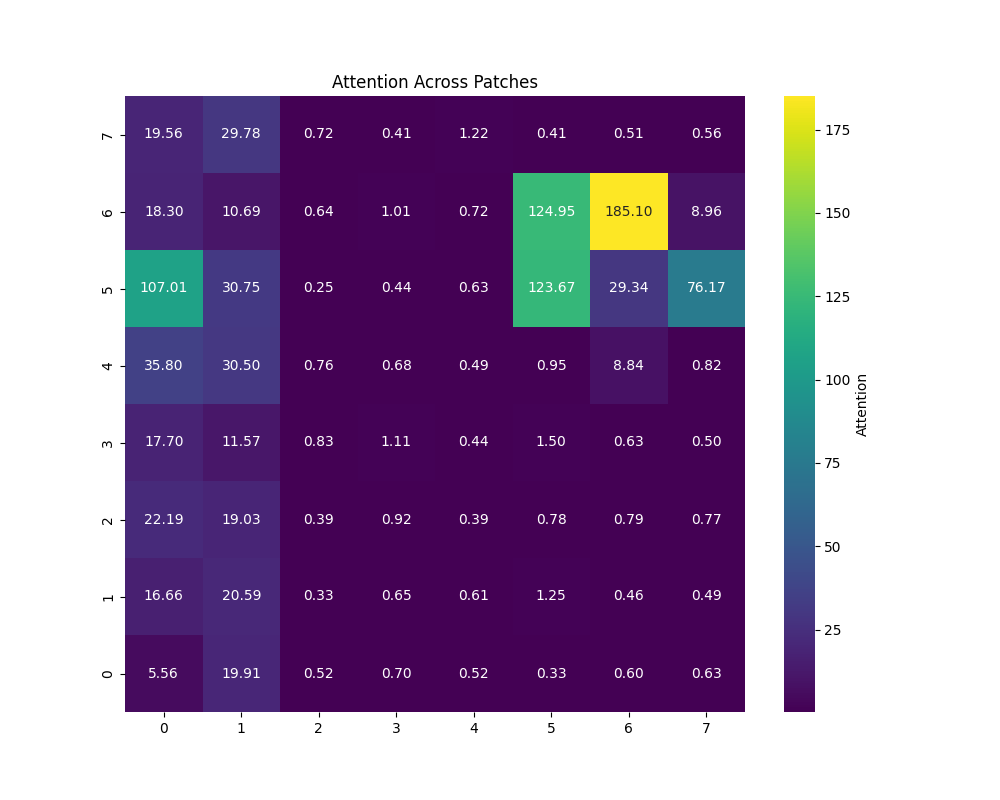 Attention Across Patches
7 19.56 29.78 0.72 0.41 1.22 0.41 0.51 0.56
6 18.30 10.69 0.64 1.01 0.72 124.95 185.10 8.96
5 107.01 30.75 0.25 0.44 0.63 123.67 29.34 76.17
4 35.80 30.50 0.76 0.68 0.49 0.95 8.84 0.82
3 17.70 11.57 0.83 1.11 0.44 1.50 0.63 0.50
2 22.19 19.03 0.39 0.92 0.39 0.78 0.79 0.77
1 16.66 20.59 0.33 0.65 0.61 1.25 0.46 0.49
0 5.56 19.91 0.52 0.70 0.52 0.33 0.60 0.63
0 1 2 3 4 5 6 7
175
150
125
100
75
50
25
Attention